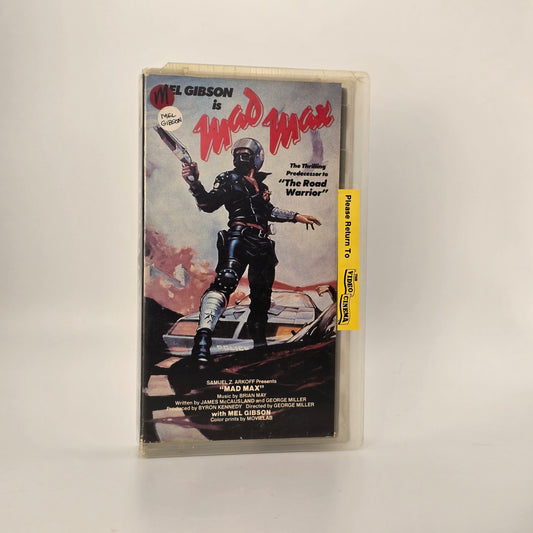 MEL GIBSON
is
M
MEL
GIBSON
Mad Max
The Thrilling
Predecessor to
"The Road
Warrior"
Please Return To
THE
VIDEO
CINEMA
SAMUEL Z. ARKOFF Presents
"MAD MAX"
Music by BRIAN MAY
Written by JAMES McCAUSLAND and GEORGE MILLER
Produced by BYRON KENNEDY Directed by GEORGE MILLER
with MEL GIBSON
Color prints by MOVIELAB